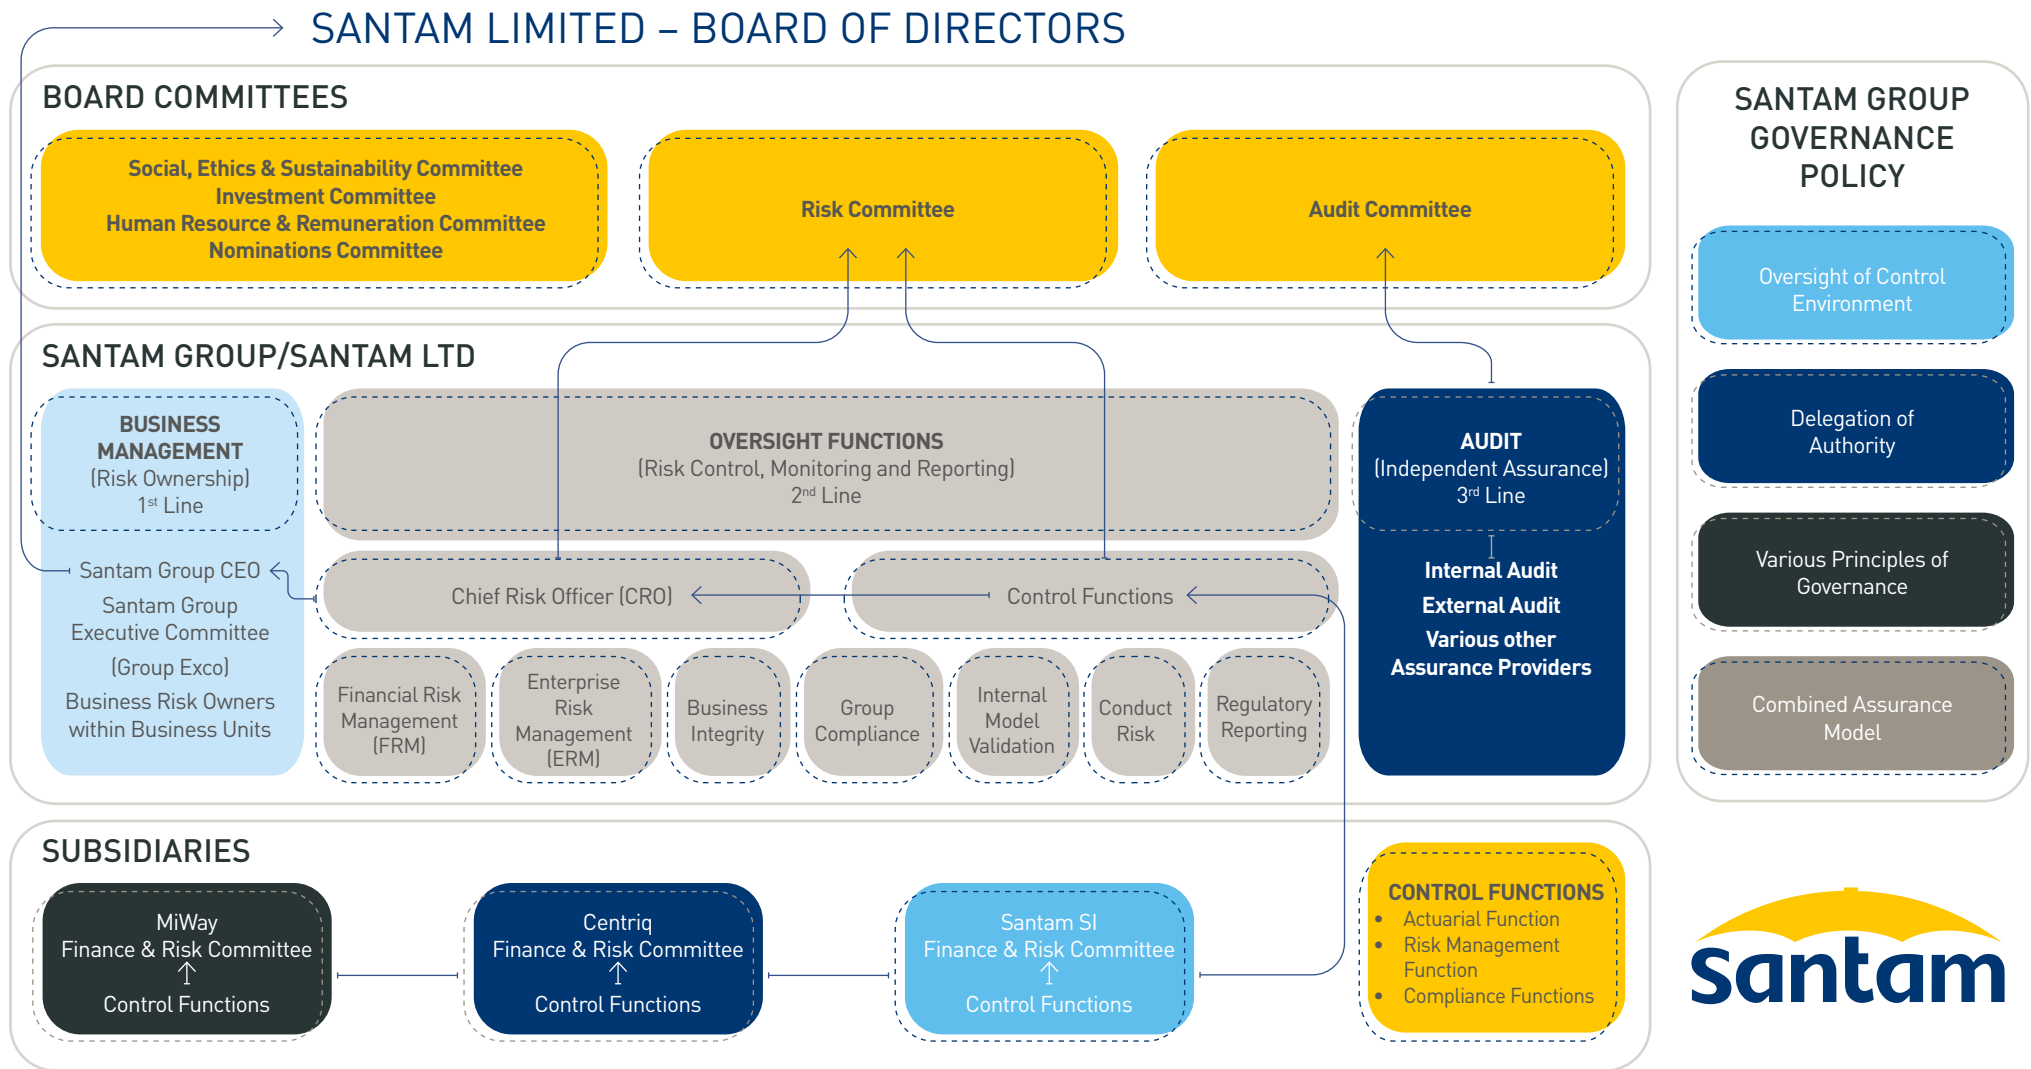 SANTAM LIMITED – BOARD OF DIRECTORS
BOARD COMMITTEES
Social, Ethics & Sustainability Committee
Investment Committee
Human Resource & Remuneration Committee
Nominations Committee
Risk Committee
Audit Committee
SANTAM GROUP/SANTAM LTD
BUSINESS
MANAGEMENT
(Risk Ownership)
1st Line
Santam Group CEO
Santam Group
Executive Committee
(Group Exco)
Business Risk Owners
within Business Units
OVERSIGHT FUNCTIONS
(Risk Control, Monitoring and Reporting)
2nd Line
Chief Risk Officer (CRO)
Control Functions
Financial Risk
Management
(FRM)
Enterprise
Risk
Management
(ERM)
Business
Integrity
Group
Compliance
Internal
Model
Validation
Conduct
Risk
Regulatory
Reporting
AUDIT
(Independent Assurance)
3rd Line
Internal Audit
External Audit
Various other
Assurance Providers
SUBSIDIARIES
MiWay
Finance & Risk Committee
Control Functions
Centriq
Finance & Risk Committee
Control Functions
Santam SI
Finance & Risk Committee
Control Functions
CONTROL FUNCTIONS
• Actuarial Function
• Risk Management
Function
• Compliance Functions
SANTAM GROUP
GOVERNANCE
POLICY
Oversight of Control
Environment
Delegation of
Authority
Various Principles of
Governance
Combined Assurance
Model
santam